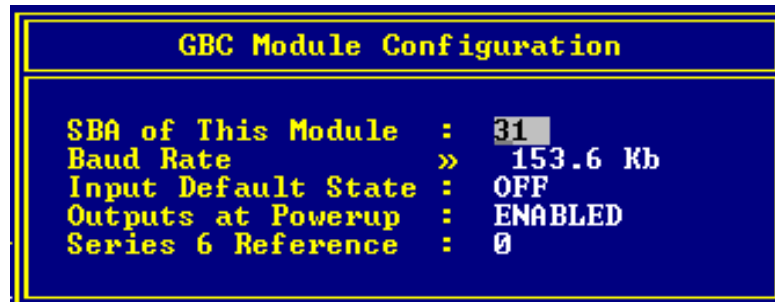 GBC Module Configuration
SBA of This Module : 31
Baud Rate » 153.6 Kb
Input Default State : OFF
Outputs at Powerup : ENABLED
Series 6 Reference : 0